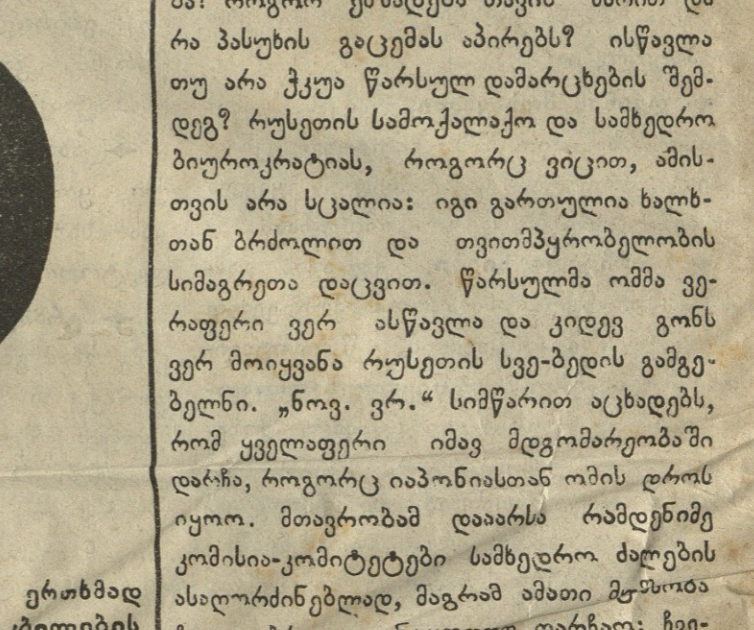 რა პასუხის გაცემას აპირებს? ისწავლა
თუ არა ჭკუა წარსულ დამარცხების შემ-
დეგ? რუსეთის სამოქალაქო და სამხედრო
ბიუროკრატიას, როგორც ვიცით, ამის-
თვის არა სცალია: იგი გართულია ხალხ-
თან ბრძოლით და თვითმპყრობელობის
სიმაგრეთა დაცვით. წარსულმა ომმა ვე-
რაფერი ვერ ასწავლა და კიდევ გონს
ვერ მოიყვანა რუსეთის სვე-ბედის გამგე-
ბელნი. „ნოვ. ვრ.“ სიმწარით აცხადებს,
რომ ყველაფერი იმავ მდგომარეობაში
დარჩა, როგორც იაპონიასთან ომის დროს
იყოო. მთავრობამ დააარსა რამდენიმე
კომისია-კომიტეტები სამხედრო ძალების
ასაღორძინებლად, მაგრამ ამათი
ერთხმად